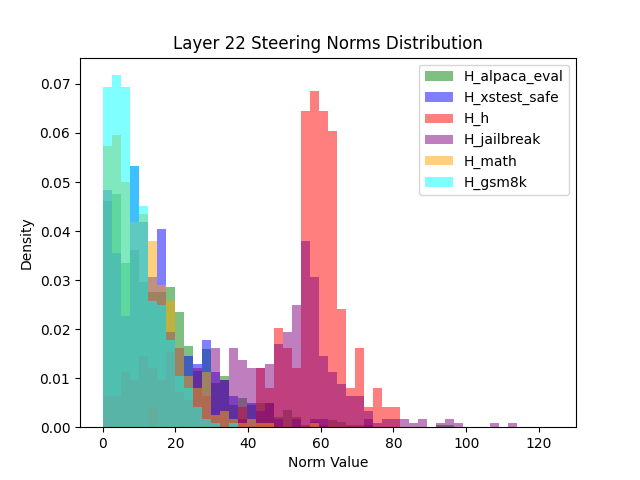 Layer 22 Steering Norms Distribution
H_alpaca_eval
H_xstest_safe
H_h
H_jailbreak
H_math
H_gsm8k
Density
0.07
0.06
0.05
0.04
0.03
0.02
0.01
0.00
0 20 40 60 80 100 120
Norm Value